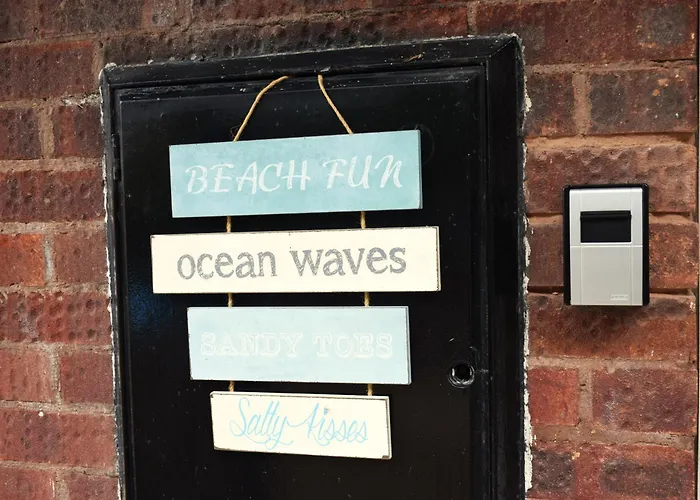 BEACH FUN
ocean waves
SANDY TOES
Salty Kisses